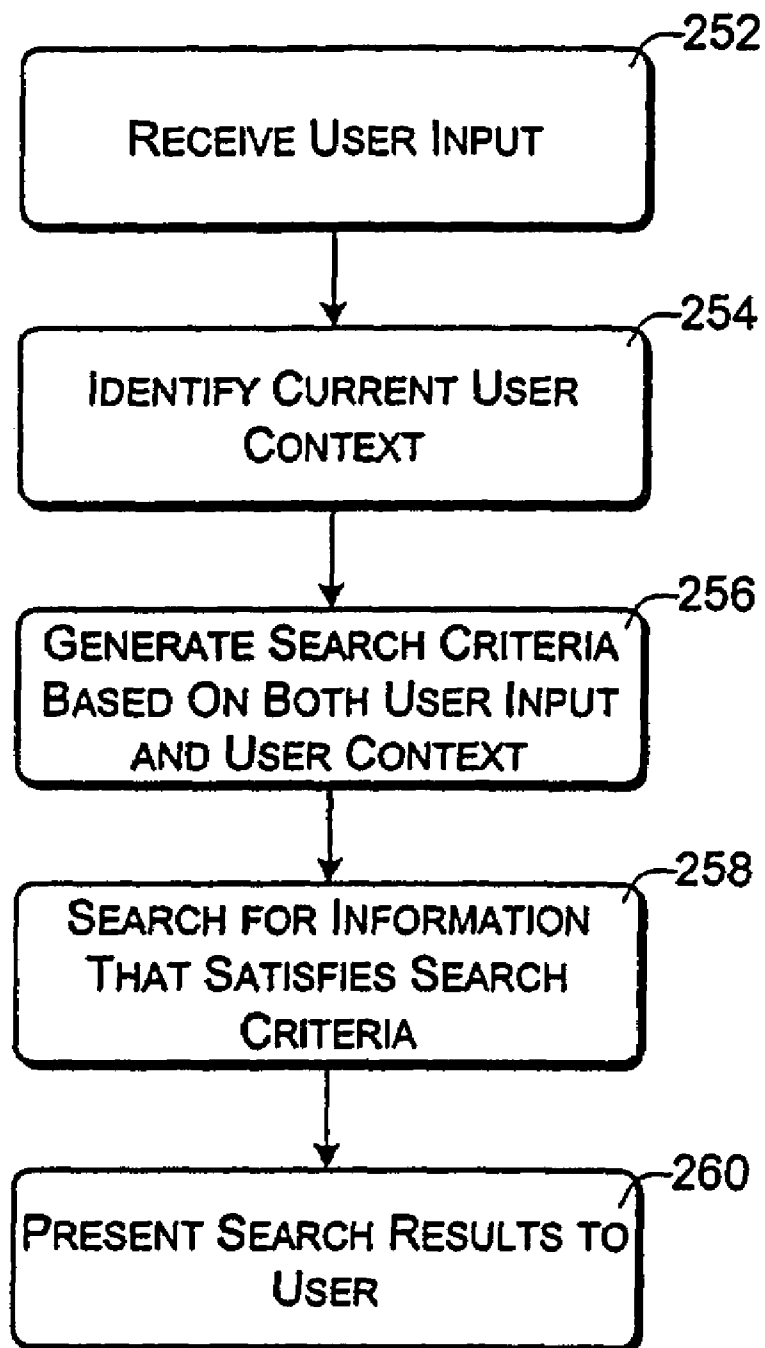 252
RECEIVE USER INPUT
254
IDENTIFY CURRENT USER
CONTEXT
256
GENERATE SEARCH CRITERIA
BASED ON BOTH USER INPUT
AND USER CONTEXT
258
SEARCH FOR INFORMATION
THAT SATISFIES SEARCH
CRITERIA
260
PRESENT SEARCH RESULTS TO
USER